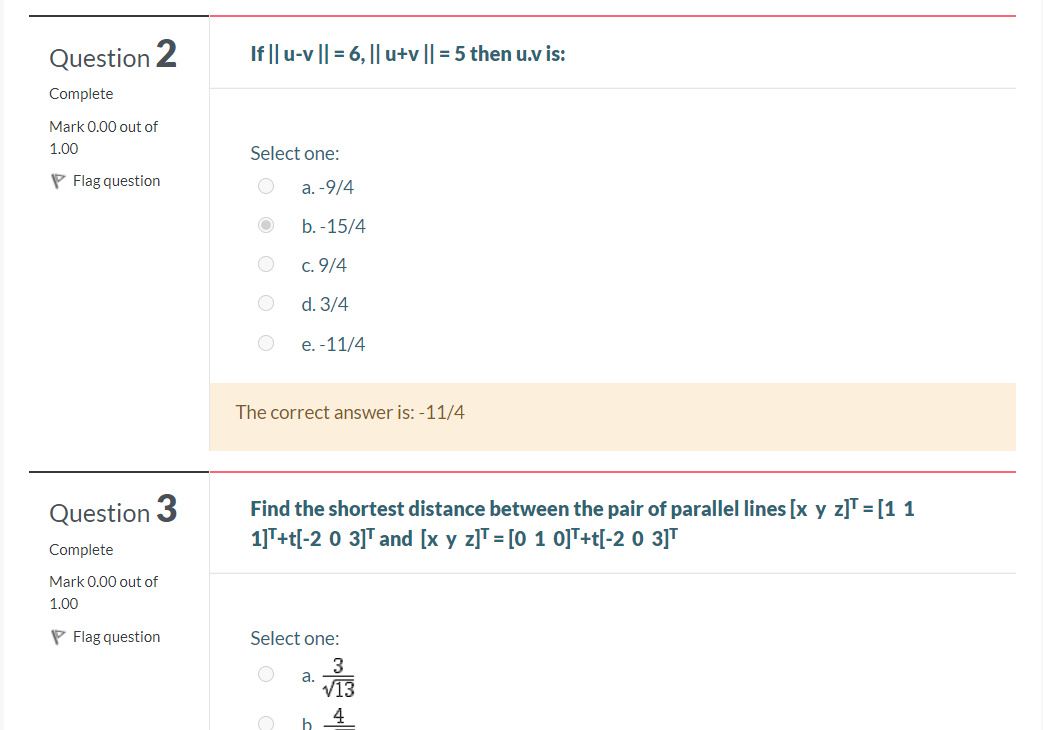 Question 2
Complete
Mark 0.00 out of
1.00
Flag question
If || u-v || = 6, || u+v || = 5 then u.v is:
Select one:
a. -9/4
b. -15/4
c. 9/4
d. 3/4
e. -11/4
The correct answer is: -11/4
Question 3
Complete
Mark 0.00 out of
1.00
Flag question
Find the shortest distance between the pair of parallel lines [x y z]ᵀ = [1 1
1]ᵀ+t[-2 0 3]ᵀ and [x y z]ᵀ = [0 1 0]ᵀ+t[-2 0 3]ᵀ
Select one:
a. 3/√13
b. 4